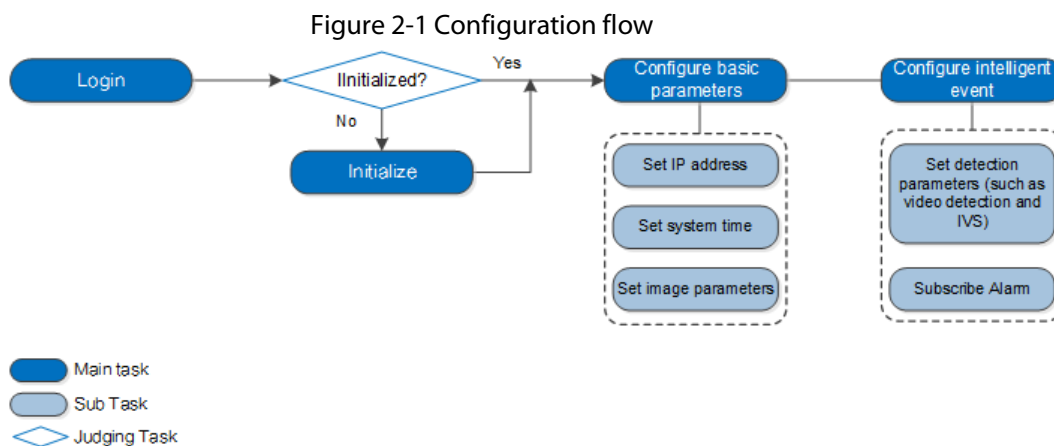 Figure 2-1 Configuration flow
Login
IInitialized?
Yes
No
Initialize
Configure basic
parameters
Set IP address
Set system time
Set image parameters
Configure intelligent
event
Set detection
parameters (such as
video detection and
IVS)
Subscribe Alarm
Main task
Sub Task
Judging Task